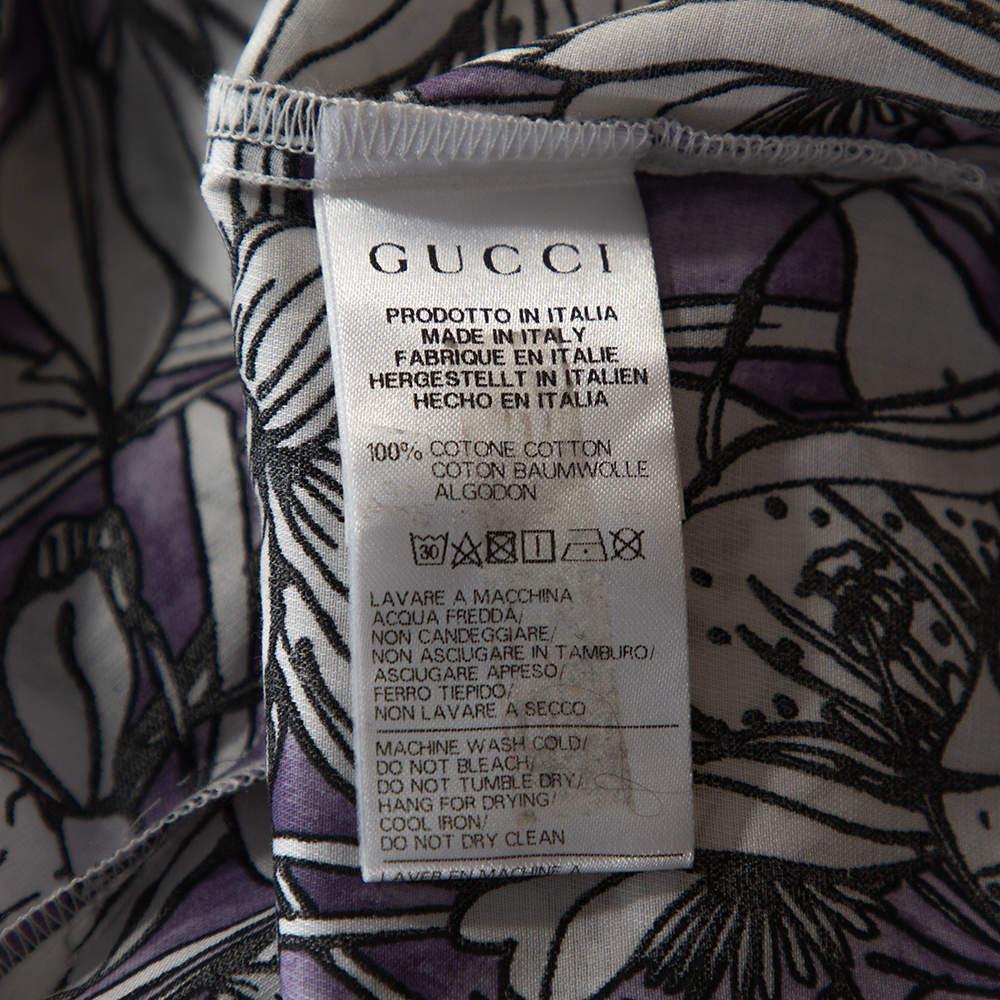 GUCCI
PRODOTTO IN ITALIA
MADE IN ITALY
FABRIQUE EN ITALIE
HERGESTELLT IN ITALIEN
HECHO EN ITALIA
100% COTONE COTTON
COTON BAUMWOLLE
ALGODON
30
LAVARE A MACCHINA
ACQUA FREDDA/
NON CANDEGGIARE/
NON ASCIUGARE IN TAMBURO/
ASCIUGARE APPESO/
FERRO TIEPIDO/
NON LAVARE A SECCO
MACHINE WASH COLD/
DO NOT BLEACH/
DO NOT TUMBLE DRY/
HANG FOR DRYING/
COOL IRON/
DO NOT DRY CLEAN
LAVER EN MACHINE A